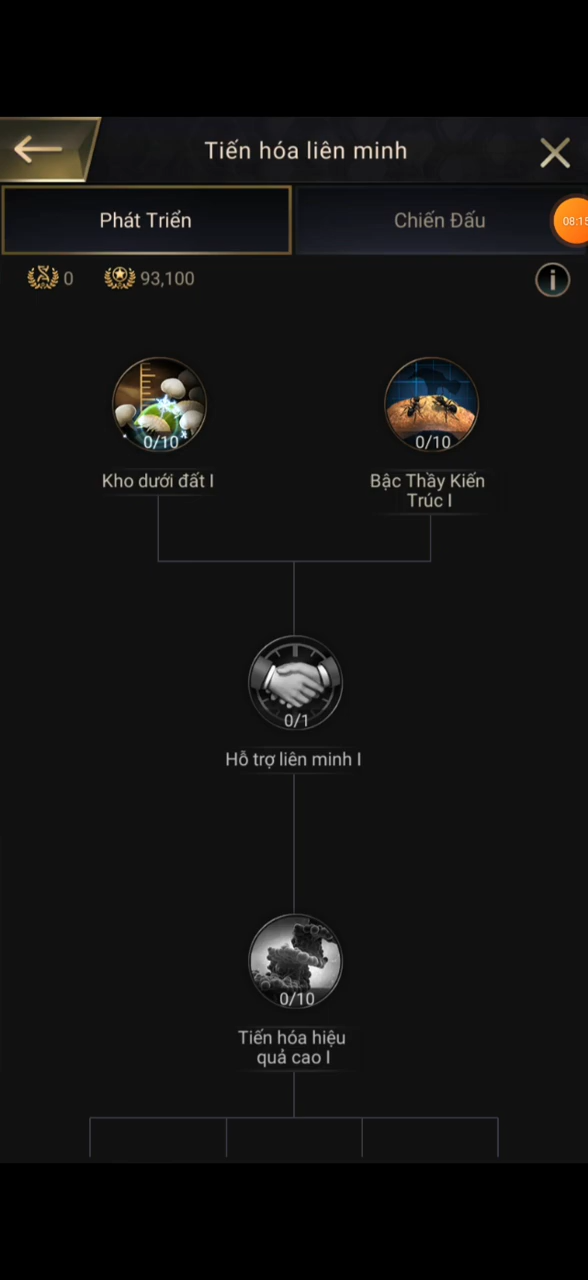 Tiến hóa liên minh
Phát Triển
Chiến Đấu
08:15
0
93,100
0/10
0/10
Kho dưới đất I
Bậc Thầy Kiến
Trúc I
0/1
Hỗ trợ liên minh I
0/10
Tiến hóa hiệu
quả cao I